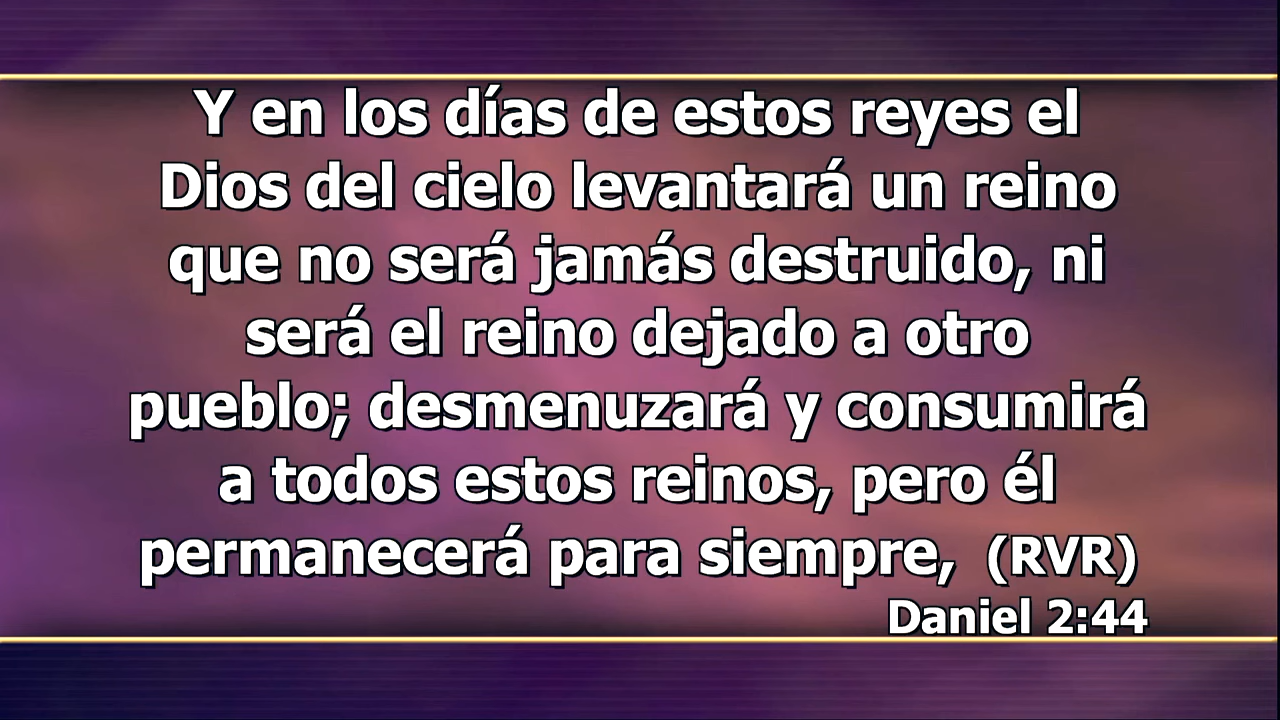 Y en los días de estos reyes el
Dios del cielo levantará un reino
que no será jamás destruido, ni
será el reino dejado a otro
pueblo; desmenuzará y consumirá
a todos estos reinos, pero él
permanecerá para siempre, (RVR)
Daniel 2:44